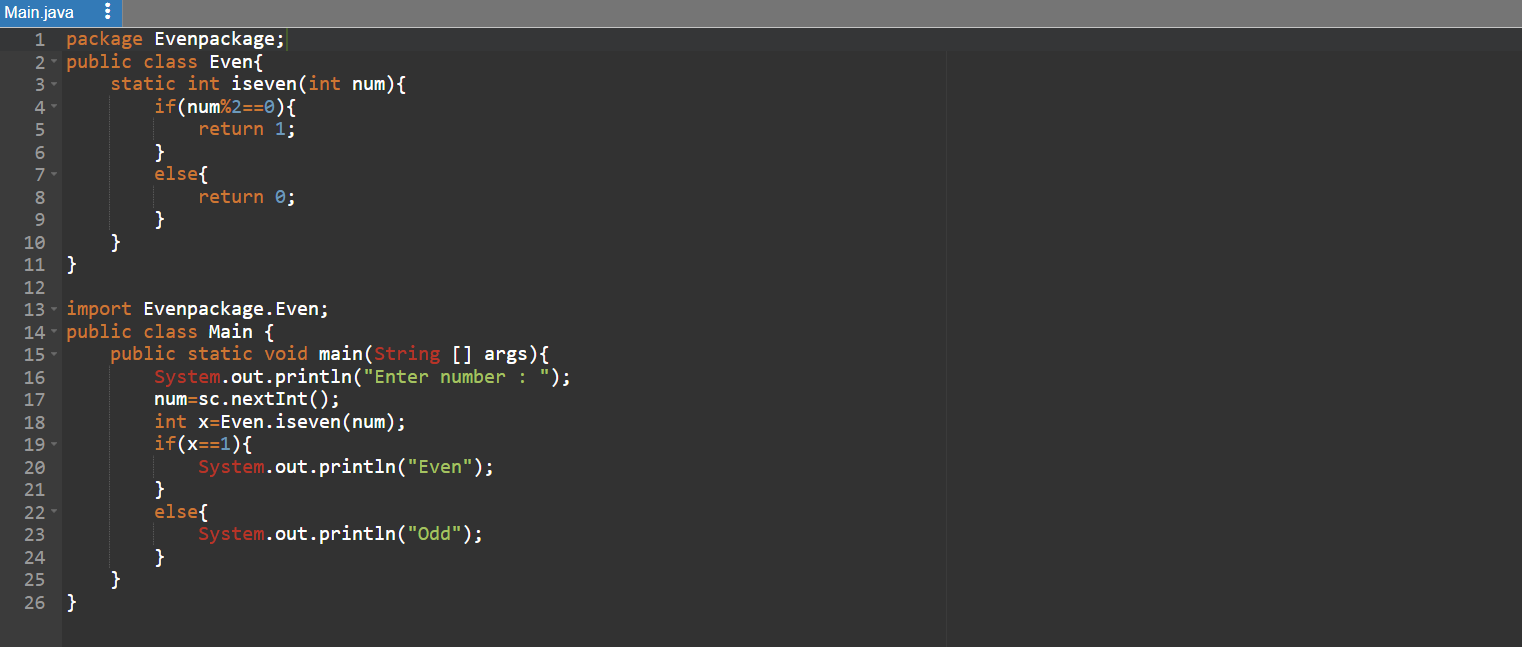 Main.java
1 package Evenpackage;
2 public class Even{
3     static int iseven(int num){
4         if(num%2==0){
5             return 1;
6         }
7         else{
8             return 0;
9         }
10     }
11 }
12
13 import Evenpackage.Even;
14 public class Main {
15     public static void main(String [] args){
16         System.out.println("Enter number : ");
17         num=sc.nextInt();
18         int x=Even.iseven(num);
19         if(x==1){
20             System.out.println("Even");
21         }
22         else{
23             System.out.println("Odd");
24         }
25     }
26 }